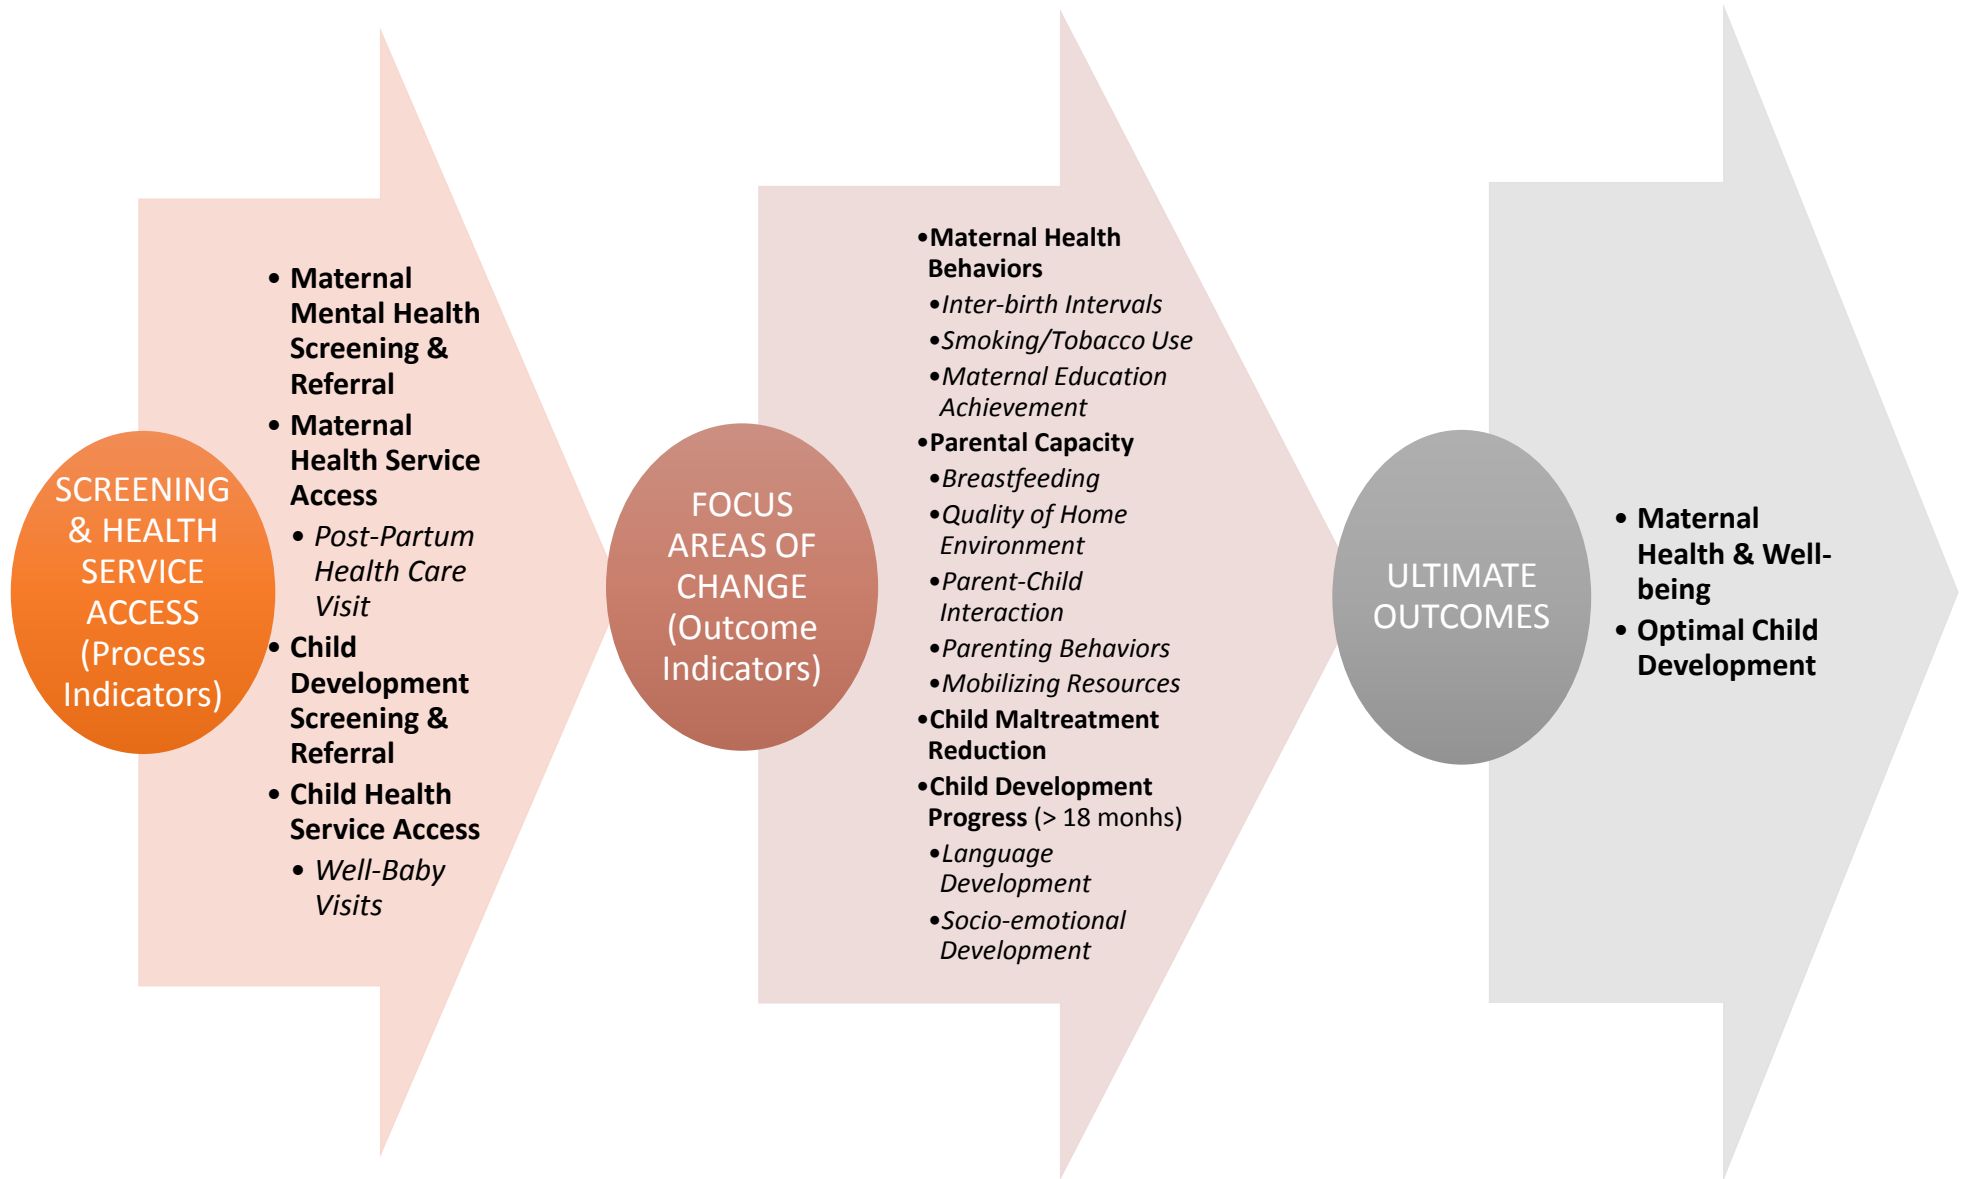 SCREENING
& HEALTH
SERVICE
ACCESS
(Process
Indicators)
• Maternal
Mental Health
Screening &
Referral
• Maternal
Health Service
Access
• Post-Partum
Health Care
Visit
• Child
Development
Screening &
Referral
• Child Health
Service Access
• Well-Baby
Visits
FOCUS
AREAS OF
CHANGE
(Outcome
Indicators)
•Maternal Health
Behaviors
•Inter-birth Intervals
•Smoking/Tobacco Use
•Maternal Education
Achievement
•Parental Capacity
•Breastfeeding
•Quality of Home
Environment
•Parent-Child
Interaction
•Parenting Behaviors
•Mobilizing Resources
•Child Maltreatment
Reduction
•Child Development
Progress (> 18 monhs)
•Language
Development
•Socio-emotional
Development
ULTIMATE
OUTCOMES
• Maternal
Health & Well-
being
• Optimal Child
Development